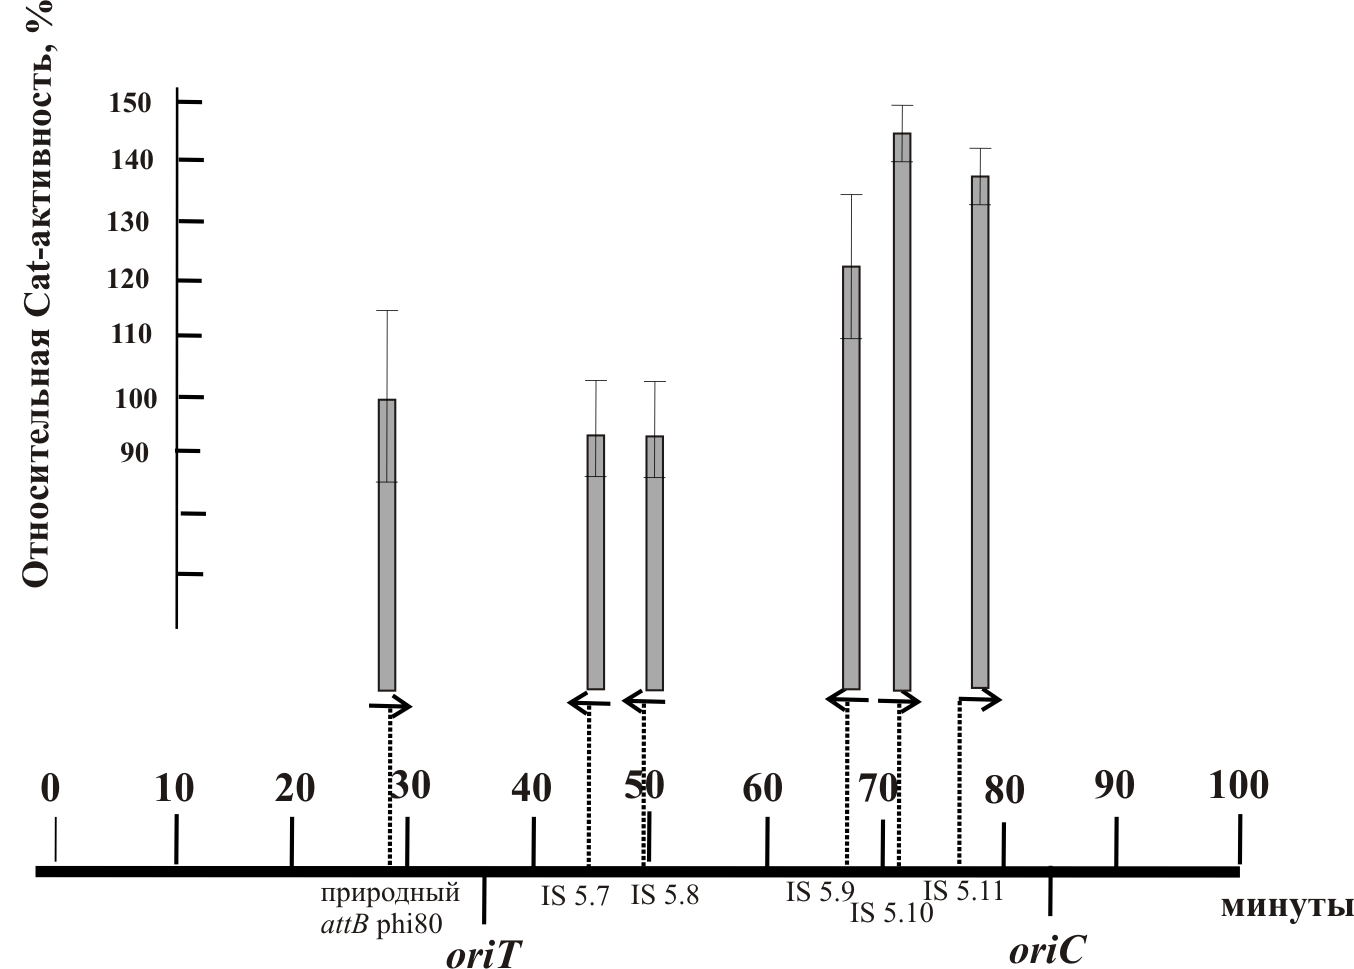 Относительная Cat-активность, %
150
140
130
120
110
100
90
0 10 20 30 40 50 60 70 80 90 100
природный
attB phi80
IS 5.7
IS 5.8
IS 5.9
IS 5.10
IS 5.11
минуты
oriT
oriC